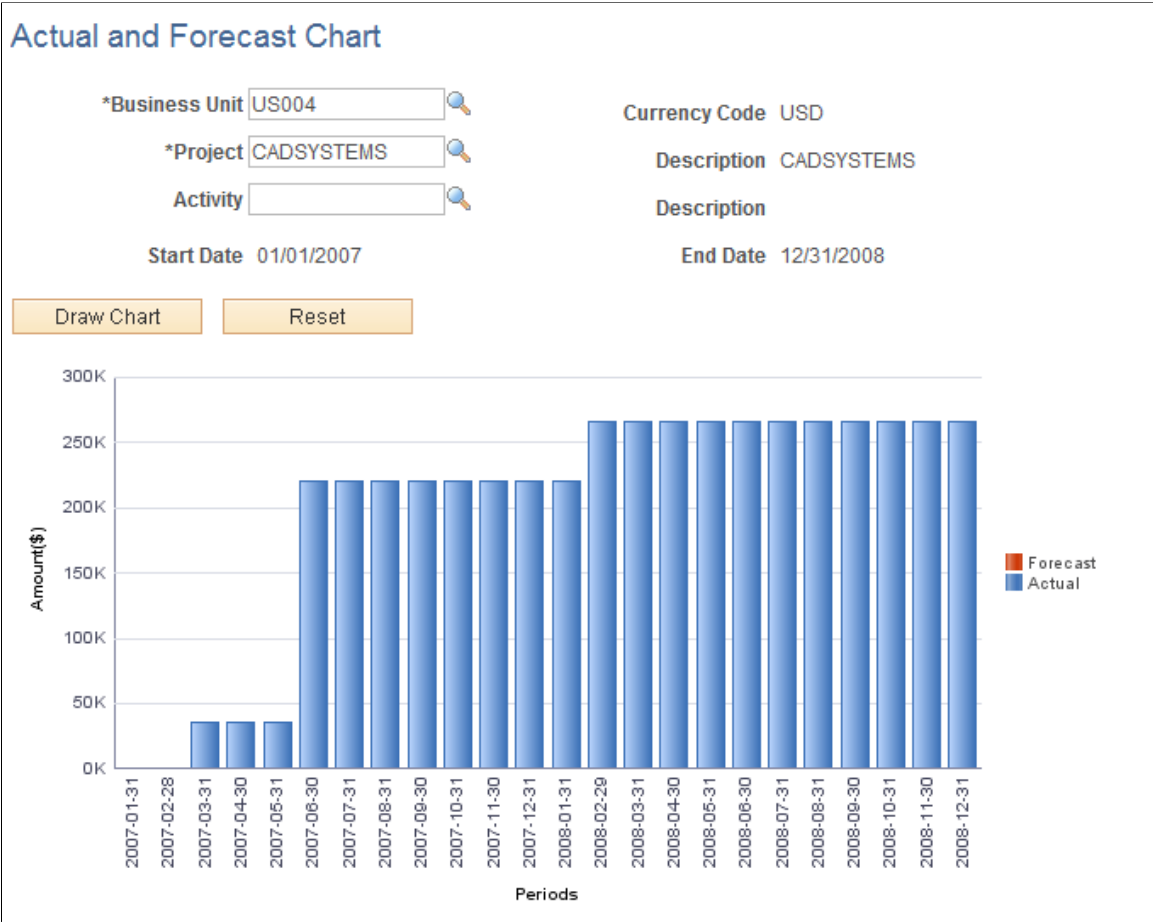 Actual and Forecast Chart
*Business Unit US004
Currency Code USD
*Project CADSYSTEMS
Description CADSYSTEMS
Activity
Description
Start Date 01/01/2007
End Date 12/31/2008
Draw Chart
Reset
300K
250K
200K
150K
100K
50K
0K
Amount($)
Forecast
Actual
2007-01-31
2007-02-28
2007-03-31
2007-04-30
2007-05-31
2007-06-30
2007-07-31
2007-08-31
2007-09-30
2007-10-31
2007-11-30
2007-12-31
2008-01-31
2008-02-29
2008-03-31
2008-04-30
2008-05-31
2008-06-30
2008-07-31
2008-08-31
2008-09-30
2008-10-31
2008-11-30
2008-12-31
Periods